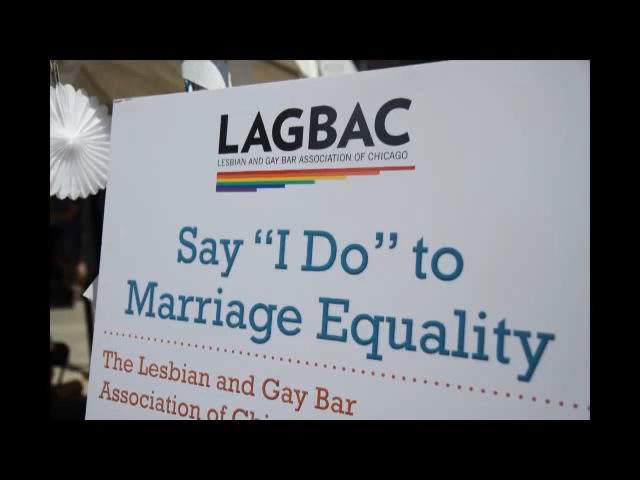 LAGBAC
LESBIAN AND GAY BAR ASSOCIATION OF CHICAGO
Say “I Do” to
Marriage Equality
The Lesbian and Gay Bar
Association of